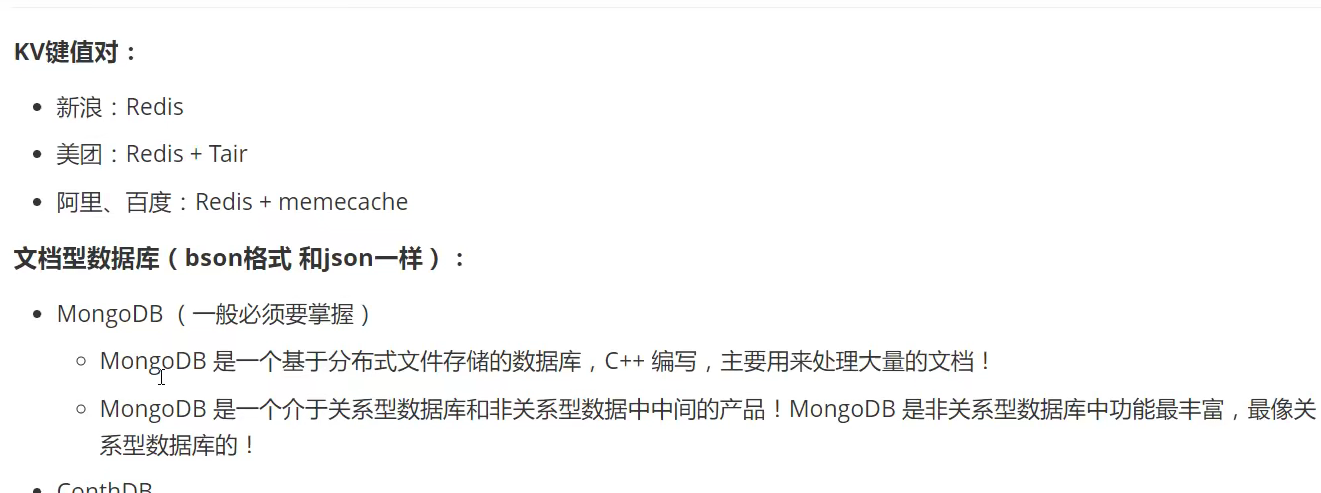 KV键值对：
新浪：Redis
美团：Redis + Tair
阿里、百度：Redis + memecache
文档型数据库（bson格式 和json一样）：
MongoDB （一般必须要掌握）
MongoDB 是一个基于分布式文件存储的数据库，C++ 编写，主要用来处理大量的文档！
MongoDB 是一个介于关系型数据库和非关系型数据中中间的产品！MongoDB 是非关系型数据库中功能最丰富，最像关
系型数据库的！
ConthDB